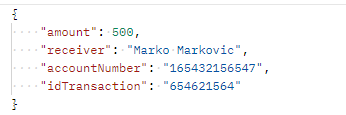 {
"amount": 500,
"receiver": "Marko Markovic",
"accountNumber": "165432156547",
"idTransaction": "654621564"
}